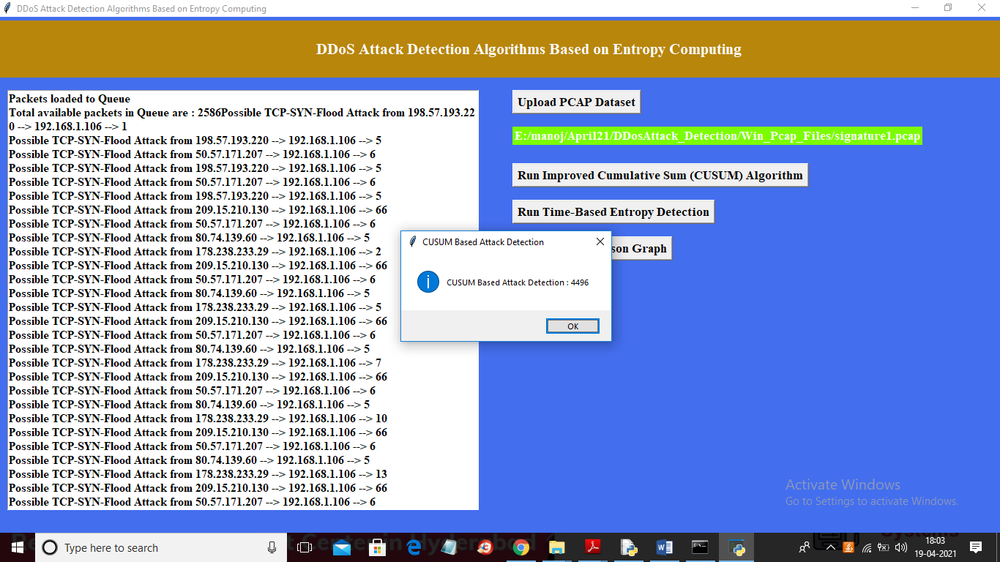 DDoS Attack Detection Algorithms Based on Entropy Computing
DDoS Attack Detection Algorithms Based on Entropy Computing
Packets loaded to Queue
Total available packets in Queue are : 2586Possible TCP-SYN-Flood Attack from 198.57.193.22
0 --> 192.168.1.106 --> 1
Possible TCP-SYN-Flood Attack from 198.57.193.220 --> 192.168.1.106 --> 5
Possible TCP-SYN-Flood Attack from 50.57.171.207 --> 192.168.1.106 --> 6
Possible TCP-SYN-Flood Attack from 198.57.193.220 --> 192.168.1.106 --> 5
Possible TCP-SYN-Flood Attack from 50.57.171.207 --> 192.168.1.106 --> 6
Possible TCP-SYN-Flood Attack from 198.57.193.220 --> 192.168.1.106 --> 5
Possible TCP-SYN-Flood Attack from 209.15.210.130 --> 192.168.1.106 --> 66
Possible TCP-SYN-Flood Attack from 50.57.171.207 --> 192.168.1.106 --> 6
Possible TCP-SYN-Flood Attack from 80.74.139.60 --> 192.168.1.106 --> 5
Possible TCP-SYN-Flood Attack from 178.238.233.29 --> 192.168.1.106 --> 2
Possible TCP-SYN-Flood Attack from 209.15.210.130 --> 192.168.1.106 --> 66
Possible TCP-SYN-Flood Attack from 50.57.171.207 --> 192.168.1.106 --> 6
Possible TCP-SYN-Flood Attack from 80.74.139.60 --> 192.168.1.106 --> 5
Possible TCP-SYN-Flood Attack from 178.238.233.29 --> 192.168.1.106 --> 5
Possible TCP-SYN-Flood Attack from 209.15.210.130 --> 192.168.1.106 --> 66
Possible TCP-SYN-Flood Attack from 50.57.171.207 --> 192.168.1.106 --> 6
Possible TCP-SYN-Flood Attack from 80.74.139.60 --> 192.168.1.106 --> 5
Possible TCP-SYN-Flood Attack from 178.238.233.29 --> 192.168.1.106 --> 7
Possible TCP-SYN-Flood Attack from 209.15.210.130 --> 192.168.1.106 --> 66
Possible TCP-SYN-Flood Attack from 50.57.171.207 --> 192.168.1.106 --> 6
Possible TCP-SYN-Flood Attack from 80.74.139.60 --> 192.168.1.106 --> 5
Possible TCP-SYN-Flood Attack from 178.238.233.29 --> 192.168.1.106 --> 10
Possible TCP-SYN-Flood Attack from 209.15.210.130 --> 192.168.1.106 --> 66
Possible TCP-SYN-Flood Attack from 50.57.171.207 --> 192.168.1.106 --> 6
Possible TCP-SYN-Flood Attack from 80.74.139.60 --> 192.168.1.106 --> 5
Possible TCP-SYN-Flood Attack from 178.238.233.29 --> 192.168.1.106 --> 13
Possible TCP-SYN-Flood Attack from 209.15.210.130 --> 192.168.1.106 --> 66
Possible TCP-SYN-Flood Attack from 50.57.171.207 --> 192.168.1.106 --> 6
Upload PCAP Dataset
E:/manoj/April21/DDosAttack_Detection/Win_Pcap_Files/signature1.pcap
Run Improved Cumulative Sum (CUSUM) Algorithm
Run Time-Based Entropy Detection
son Graph
CUSUM Based Attack Detection
CUSUM Based Attack Detection : 4496
OK
Activate Windows
Go to Settings to activate Windows.
Type here to search
18:03
19-04-2021